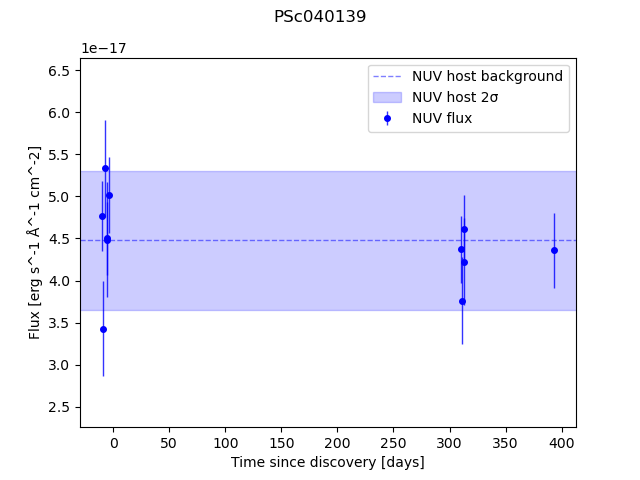 PSc040139
1e−17
6.5
6.0
5.5
5.0
4.5
4.0
3.5
3.0
2.5
Flux [erg s^-1 Å^-1 cm^-2]
NUV host background
NUV host 2σ
NUV flux
0 50 100 150 200 250 300 350 400
Time since discovery [days]